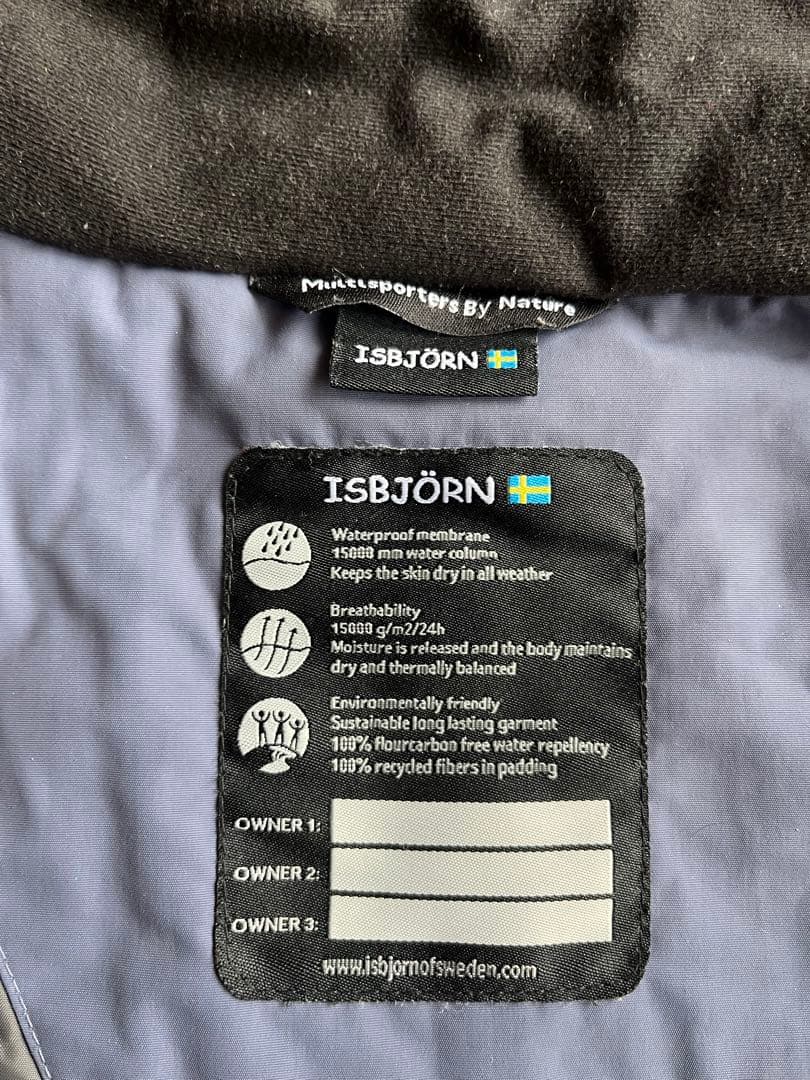 Multisporters By Nature
ISBJÖRN
ISBJÖRN
Waterproof membrane
15000 mm water column
Keeps the skin dry in all weather
Breathability
15000 g/m2/24h
Moisture is released and the body maintains
dry and thermally balanced
Environmentally friendly
Sustainable long lasting garment
100% flourcarbon free water repellency
100% recycled fibers in padding
OWNER 1:
OWNER 2:
OWNER 3:
www.isbjornofsweden.com